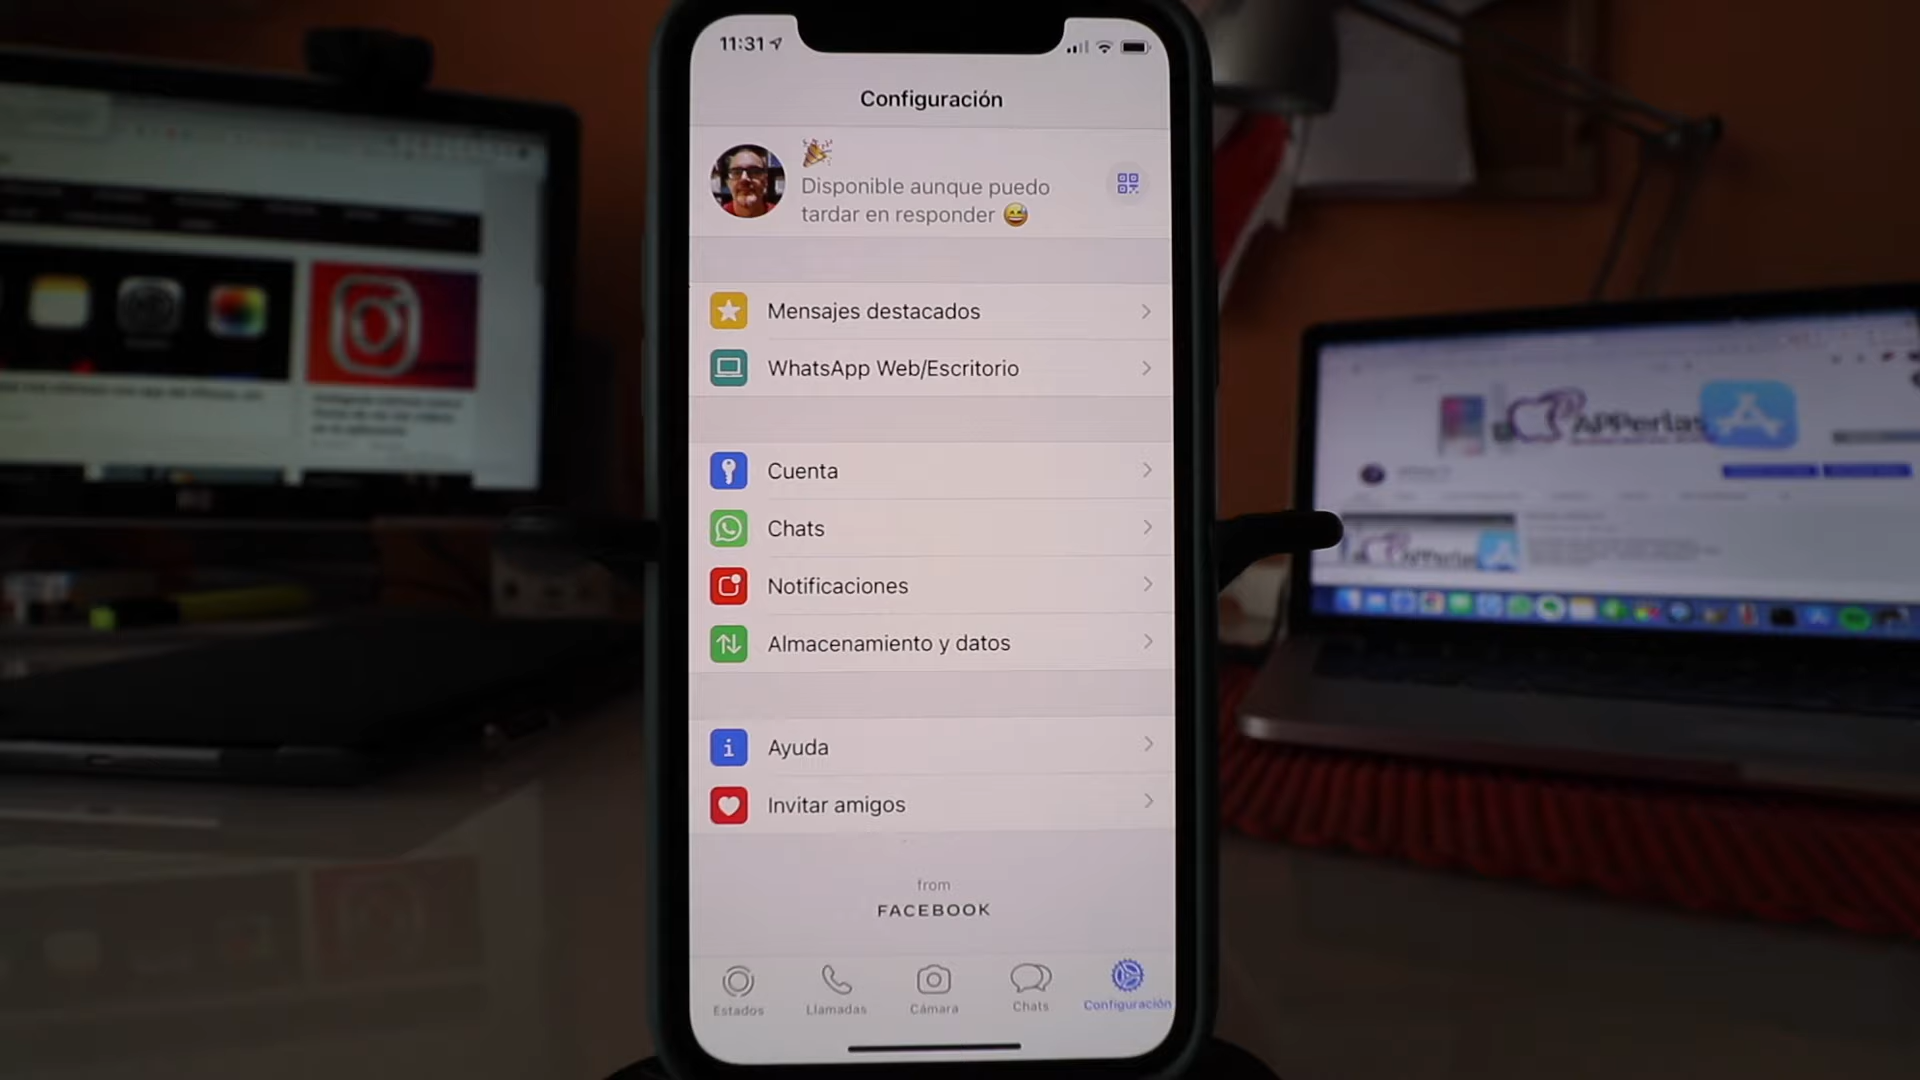 11:31
Configuración
Disponible aunque puedo
tardar en responder 😅
Mensajes destacados
WhatsApp Web/Escritorio
Cuenta
Chats
Notificaciones
Almacenamiento y datos
Ayuda
Invitar amigos
from
FACEBOOK
Estados
Llamadas
Cámara
Chats
Configuración
APPerlas